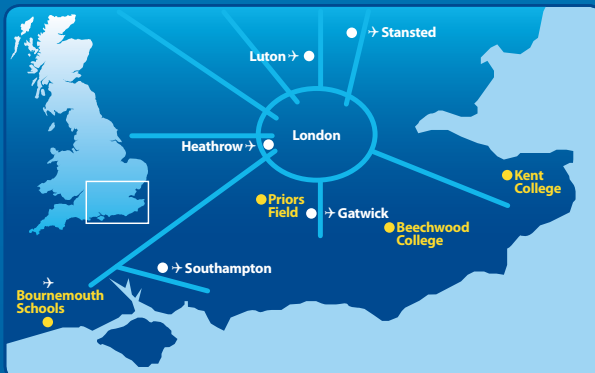 Stansted
Luton
London
Heathrow
Kent
College
Priors
Field
Gatwick
Beechwood
College
Southampton
Bournemouth
Schools